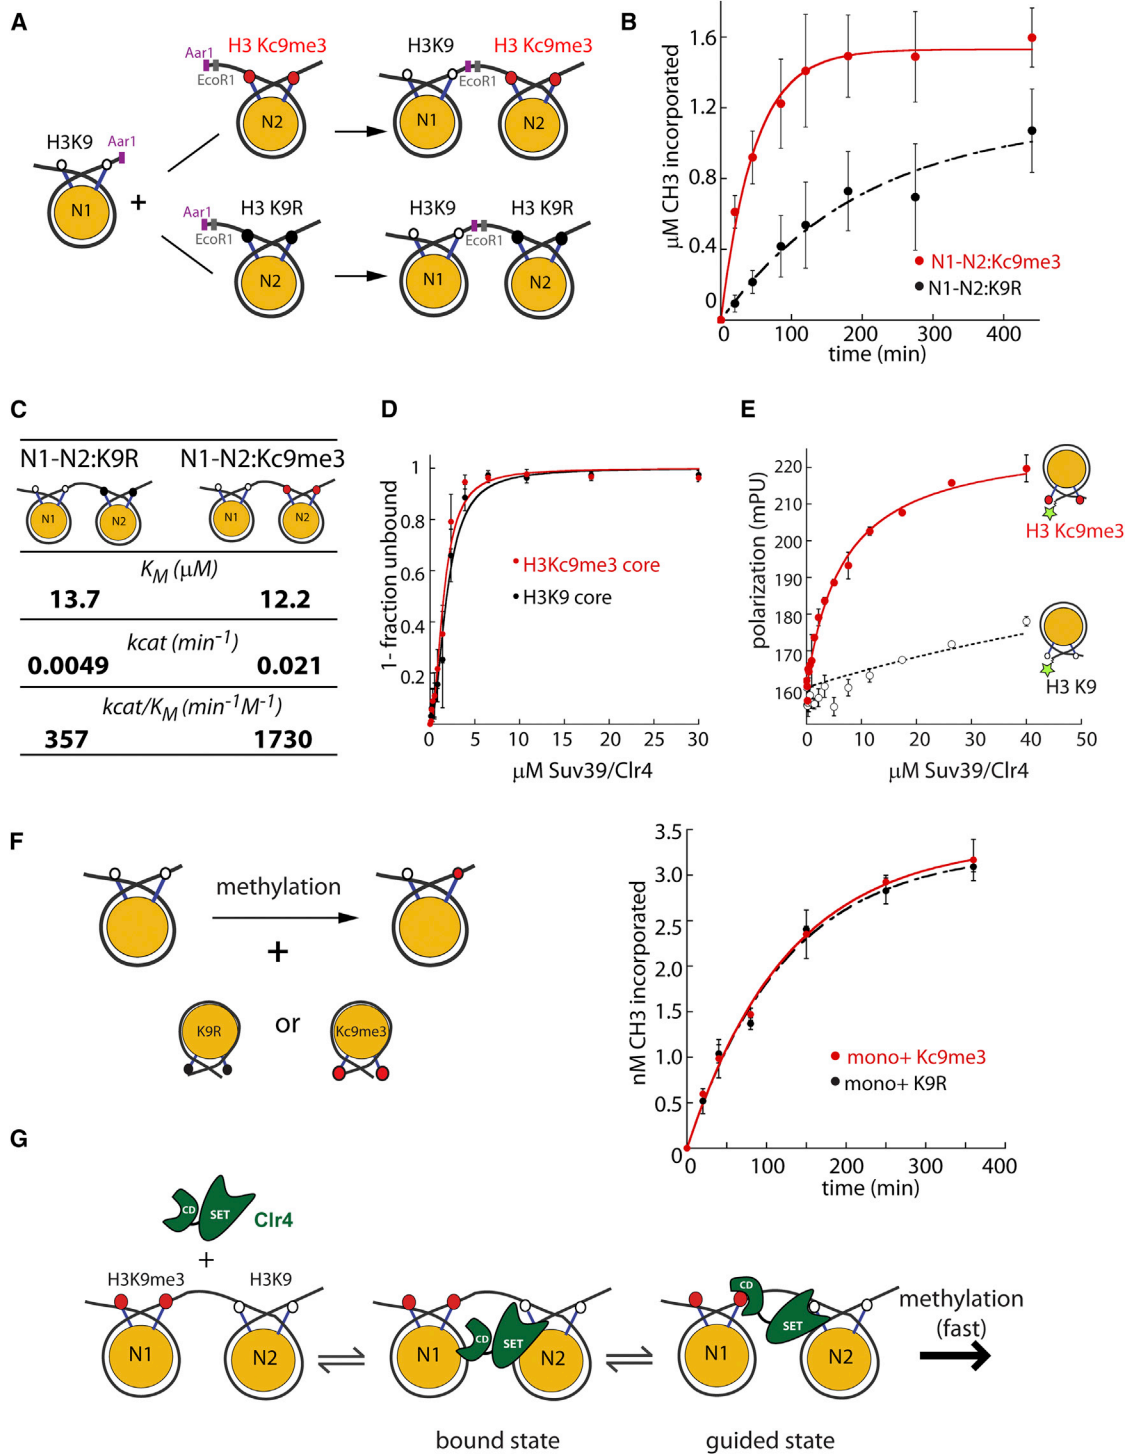 A
H3 Kc9me3
H3K9
H3 Kc9me3
Aar1
EcoR1
EcoR1
N2
N1
N2
H3K9
Aar1
N1
+
H3 K9R
H3K9
H3 K9R
Aar1
EcoR1
EcoR1
N2
N1
N2
B
μM CH3 incorporated
1.6
1.2
0.8
0.4
0
N1-N2:Kc9me3
N1-N2:K9R
100 200 300 400
time (min)
C
N1-N2:K9R N1-N2:Kc9me3
N1 N2 N1 N2
KM (μM)
13.7 12.2
kcat (min-1)
0.0049 0.021
kcat/KM (min-1M-1)
357 1730
D
1- fraction unbound
1
0.8
0.6
0.4
0.2
H3Kc9me3 core
H3K9 core
0 5 10 15 20 25 30
μM Suv39/Clr4
E
polarization (mPU)
220
210
200
190
180
170
160
H3 Kc9me3
H3 K9
0 10 20 30 40 50
μM Suv39/Clr4
F
methylation
+
K9R
or
Kc9me3
nM CH3 incorporated
3.5
3.0
2.5
2.0
1.5
1.0
0.5
0
mono+ Kc9me3
mono+ K9R
0 100 200 300 400
time (min)
G
CD
SET
Clr4
+
H3K9me3 H3K9
N1 N2
CD
SET
N1 N2
bound state
CD
SET
N1 N2
guided state
methylation
(fast)